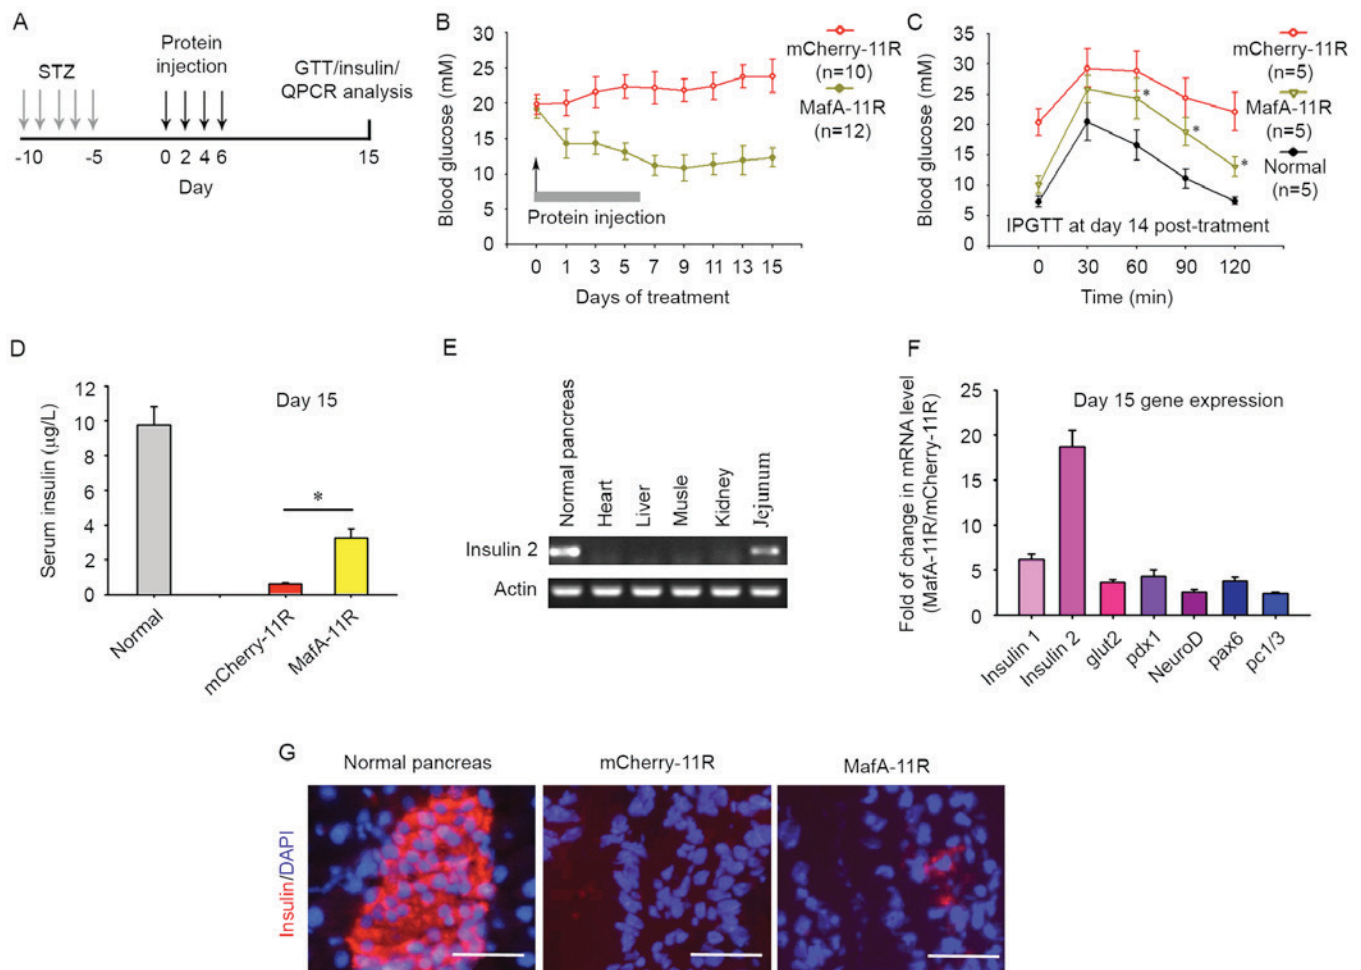 A
STZ
Protein
injection
GTT/insulin/
QPCR analysis
-10
-5
0
2
4
6
15
Day
B
Blood glucose (mM)
30
25
20
15
10
5
0
mCherry-11R
(n=10)
MafA-11R
(n=12)
Protein injection
0 1 3 5 7 9 11 13 15
Days of treatment
C
Blood glucose (mM)
35
30
25
20
15
10
5
0
mCherry-11R
(n=5)
MafA-11R
(n=5)
Normal
(n=5)
*
*
*
IPGTT at day 14 post-tratment
0 30 60 90 120
Time (min)
D
Serum insulin (μg/L)
12
10
8
6
4
2
0
Day 15
*
Normal
mCherry-11R
MafA-11R
E
Normal pancreas
Heart
Liver
Musle
Kidney
Jejunum
Insulin 2
Actin
F
Fold of change in mRNA level
(MafA-11R/mCherry-11R)
25
20
15
10
5
0
Day 15 gene expression
Insulin 1
Insulin 2
glut2
pdx1
NeuroD
pax6
pc1/3
G
Normal pancreas
mCherry-11R
MafA-11R
Insulin/DAPI